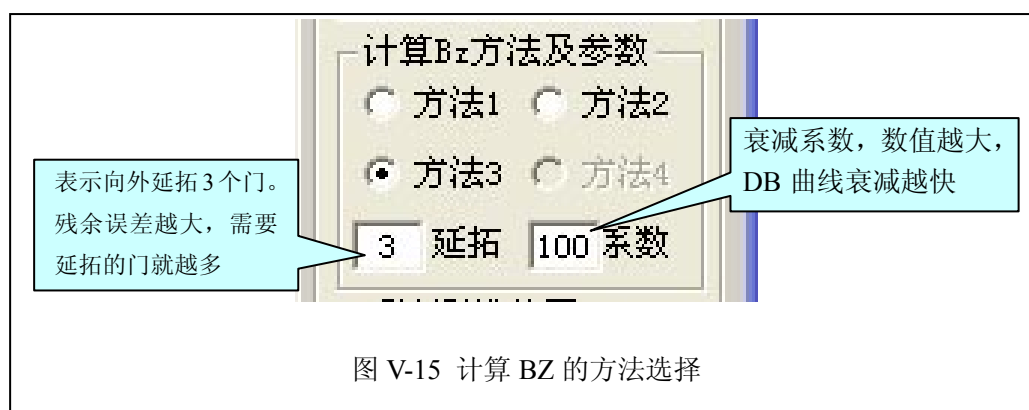 计算Bz方法及参数
方法1 方法2
方法3 方法4
3 延拓 100 系数
表示向外延拓3个门。
残余误差越大，需要
延拓的门就越多
衰减系数，数值越大，
DB 曲线衰减越快
图 V-15 计算 BZ 的方法选择